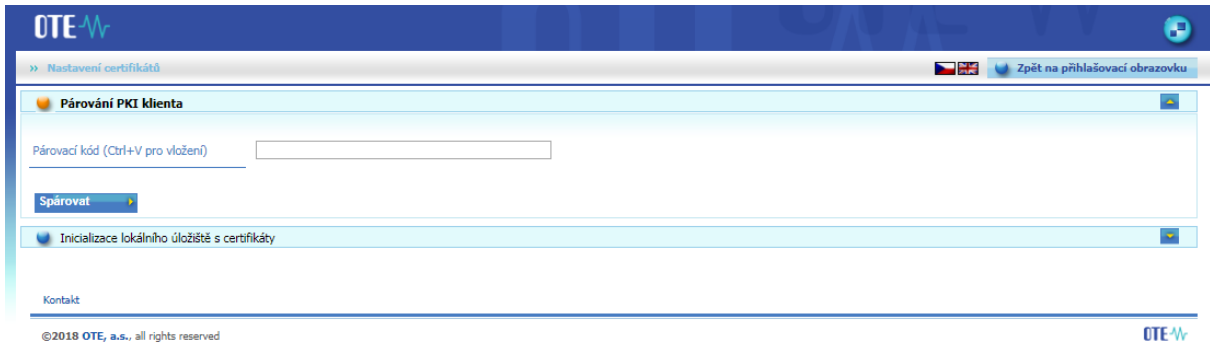 OTE
» Nastavení certifikátů
Zpět na přihlašovací obrazovku
Párování PKI klienta
Párovací kód (Ctrl+V pro vložení)
Spárovat
Inicializace lokálního úložiště s certifikáty
Kontakt
©2018 OTE, a.s., all rights reserved
OTE